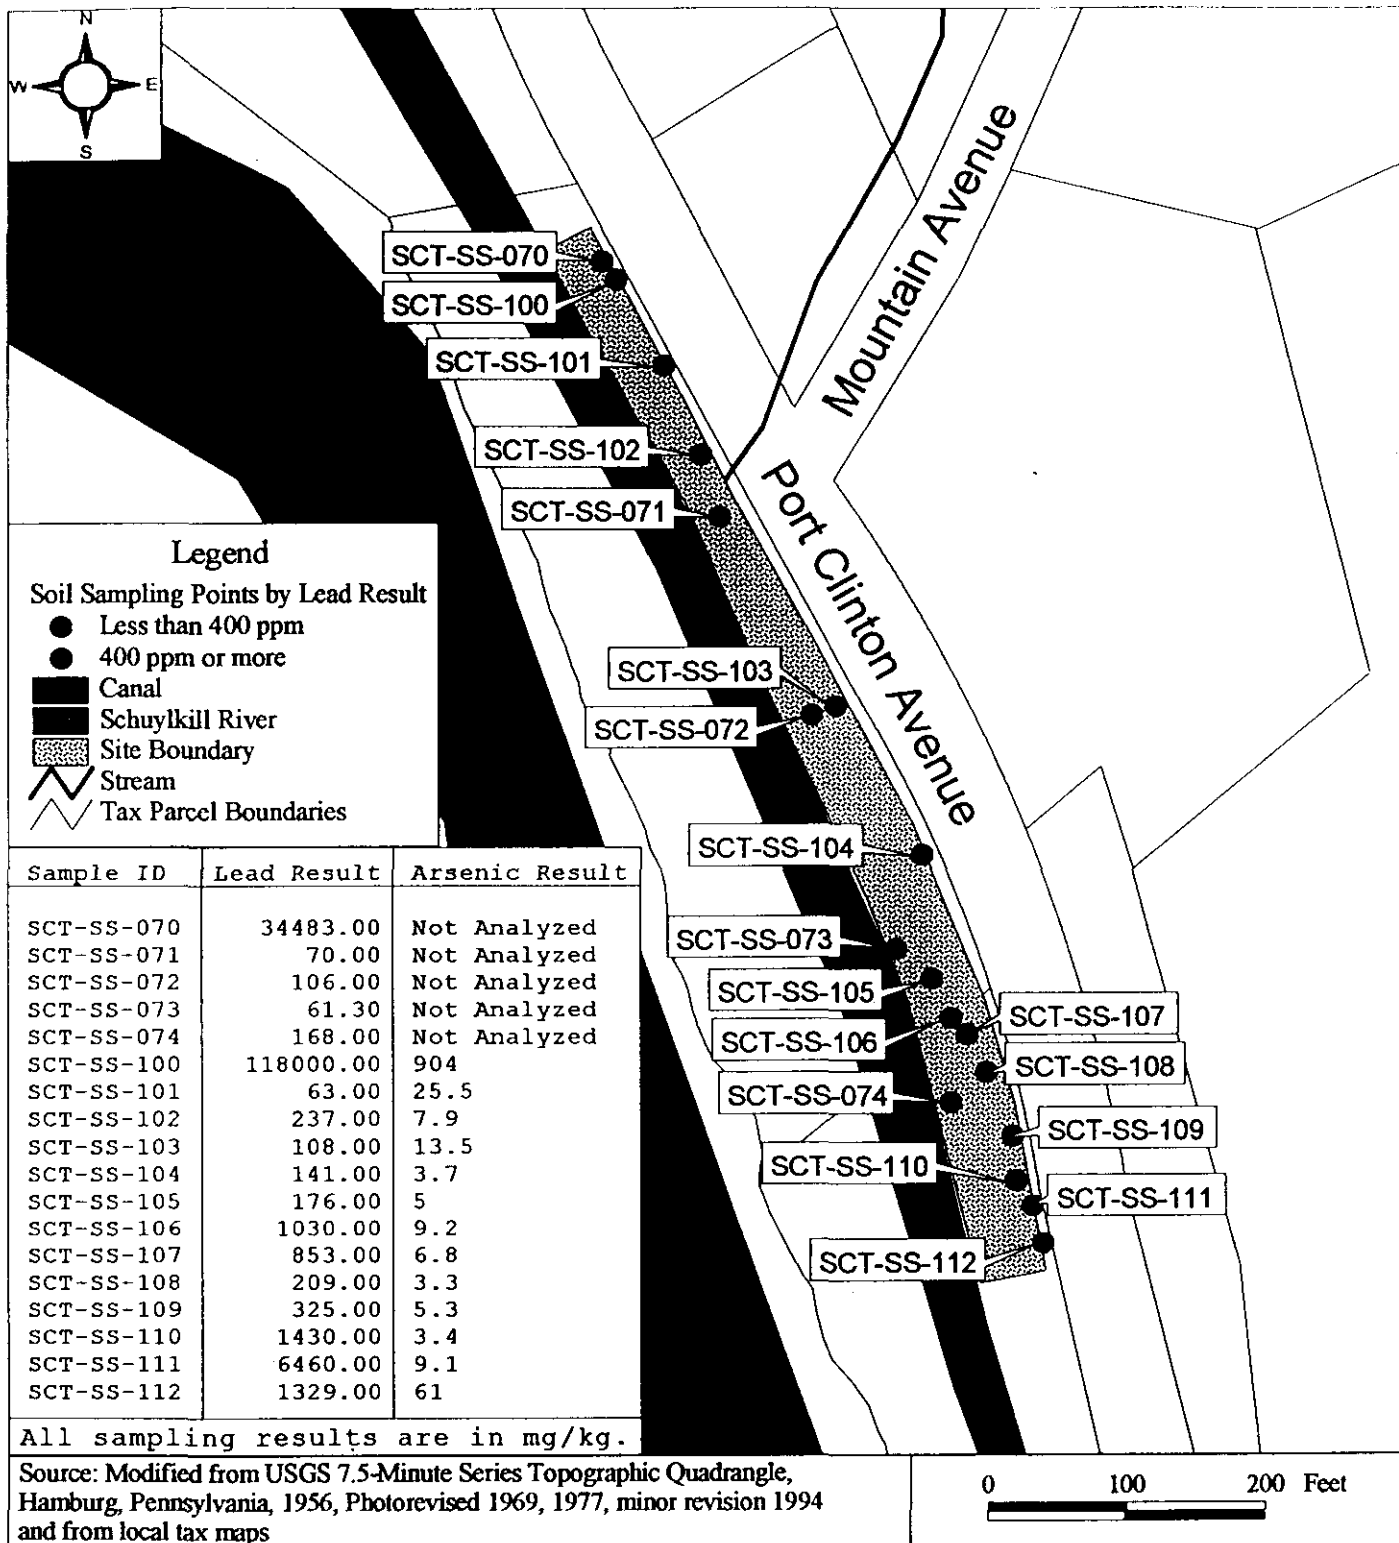 N
W E
S
Mountain Avenue
Port Clinton Avenue
SCT-SS-070
SCT-SS-100
SCT-SS-101
SCT-SS-102
SCT-SS-071
SCT-SS-103
SCT-SS-072
SCT-SS-104
SCT-SS-073
SCT-SS-105
SCT-SS-107
SCT-SS-106
SCT-SS-108
SCT-SS-074
SCT-SS-109
SCT-SS-110
SCT-SS-111
SCT-SS-112
Legend
Soil Sampling Points by Lead Result
Less than 400 ppm
400 ppm or more
Canal
Schuylkill River
Site Boundary
Stream
Tax Parcel Boundaries
Sample ID Lead Result Arsenic Result
SCT-SS-070 34483.00 Not Analyzed
SCT-SS-071 70.00 Not Analyzed
SCT-SS-072 106.00 Not Analyzed
SCT-SS-073 61.30 Not Analyzed
SCT-SS-074 168.00 Not Analyzed
SCT-SS-100 118000.00 904
SCT-SS-101 63.00 25.5
SCT-SS-102 237.00 7.9
SCT-SS-103 108.00 13.5
SCT-SS-104 141.00 3.7
SCT-SS-105 176.00 5
SCT-SS-106 1030.00 9.2
SCT-SS-107 853.00 6.8
SCT-SS-108 209.00 3.3
SCT-SS-109 325.00 5.3
SCT-SS-110 1430.00 3.4
SCT-SS-111 6460.00 9.1
SCT-SS-112 1329.00 61
All sampling results are in mg/kg.
Source: Modified from USGS 7.5-Minute Series Topographic Quadrangle,
Hamburg, Pennsylvania, 1956, Photorevised 1969, 1977, minor revision 1994
and from local tax maps
0 100 200 Feet